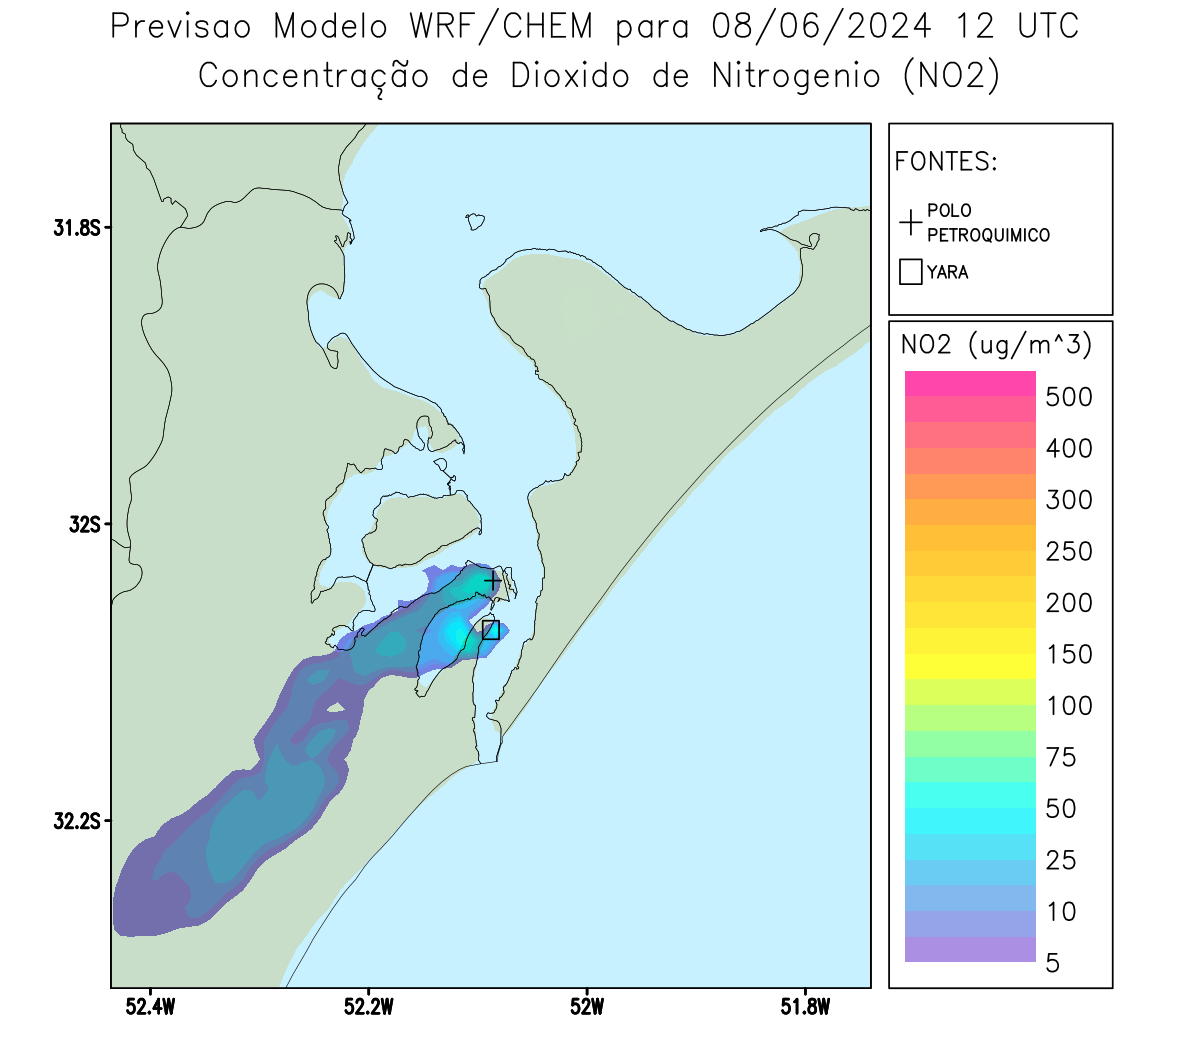 Previsao Modelo WRF/CHEM para 08/06/2024 12 UTC
Concentração de Dioxido de Nitrogenio (NO2)
FONTES:
POLO
PETROQUIMICO
YARA
NO2 (ug/m^3)
500
400
300
250
200
150
100
75
50
25
10
5
31.8S
32S
32.2S
52.4W
52.2W
52W
51.8W